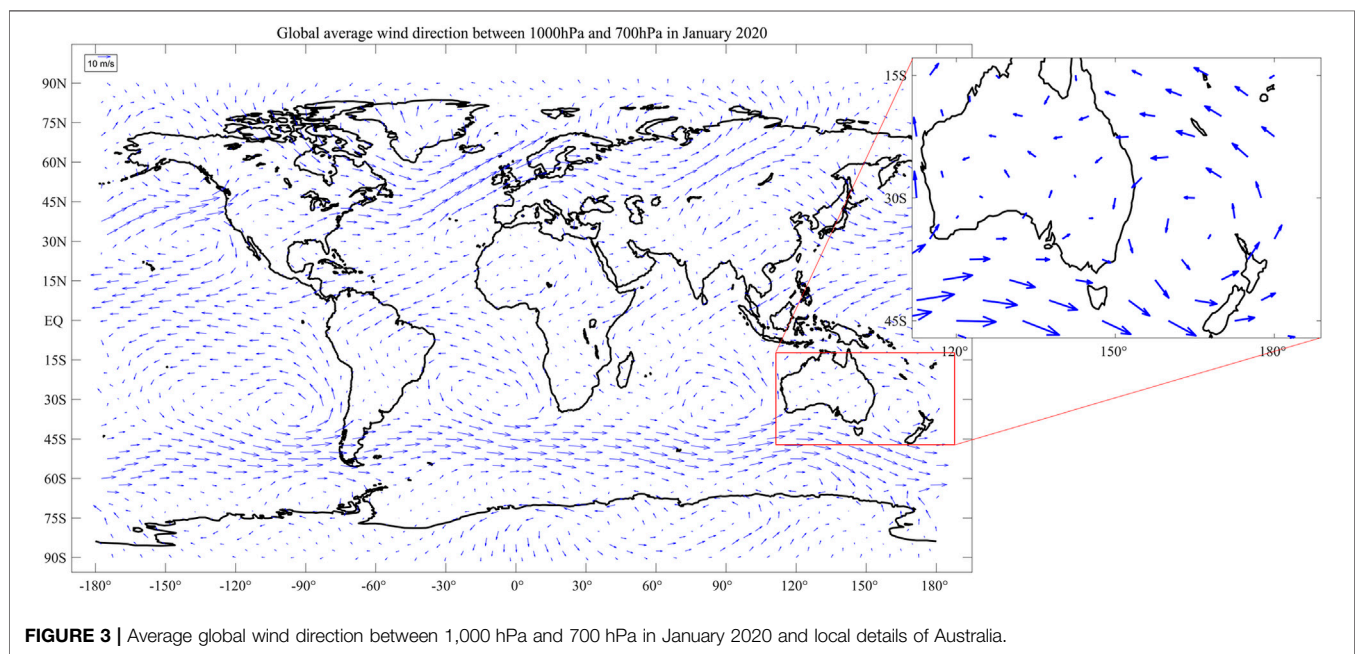 Global average wind direction between 1000hPa and 700hPa in January 2020
10 m/s
90N
75N
60N
45N
30N
15N
EQ
15S
30S
45S
60S
75S
90S
-180° -150° -120° -90° -60° -30° 0° 30° 60° 90° 120° 150° 180°
15S
30S
45S
120° 150° 180°
FIGURE 3 | Average global wind direction between 1,000 hPa and 700 hPa in January 2020 and local details of Australia.